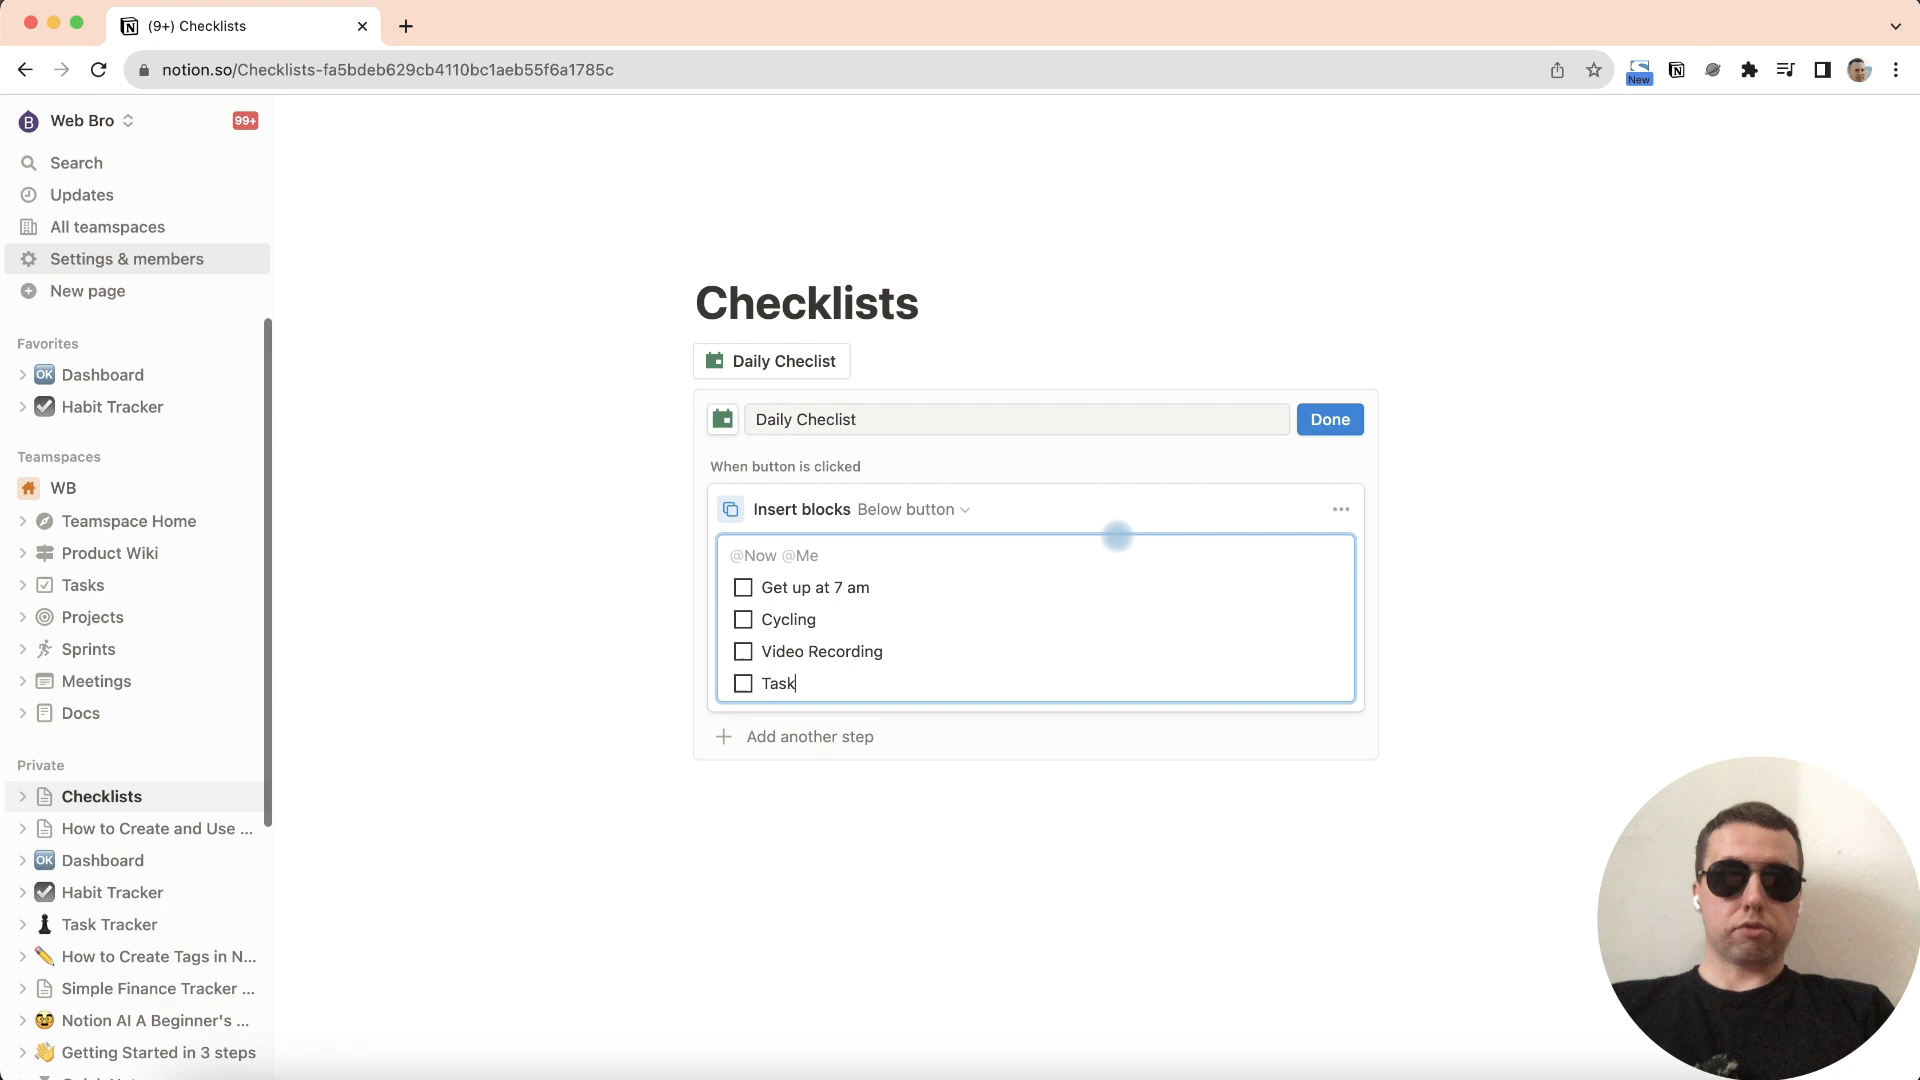 (9+) Checklists
notion.so/Checklists-fa5bdeb629cb4110bc1aeb55f6a1785c
New
B Web Bro
99+
Search
Updates
All teamspaces
Settings & members
New page
Favorites
OK Dashboard
Habit Tracker
Teamspaces
WB
Teamspace Home
Product Wiki
Tasks
Projects
Sprints
Meetings
Docs
Private
Checklists
How to Create and Use ...
OK Dashboard
Habit Tracker
Task Tracker
How to Create Tags in N...
Simple Finance Tracker ...
Notion AI A Beginner's ...
Getting Started in 3 steps
Checklists
Daily Checlist
Daily Checlist
Done
When button is clicked
Insert blocks Below button
@Now @Me
Get up at 7 am
Cycling
Video Recording
Task
+ Add another step